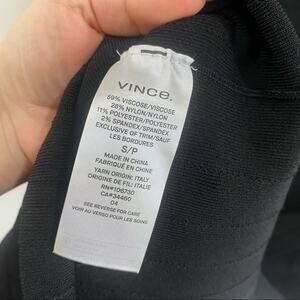 VINCE.
59% VISCOSE/VISCOSE
28% NYLON/NYLON
11% POLYESTER/POLYESTER
2% SPANDEX/SPANDEX
EXCLUSIVE OF TRIM/SAUF
LES BORDURES
S/P
MADE IN CHINA
FABRIQUÉ EN CHINE
YARN ORIGIN: ITALY
ORIGINE DE FIL: ITALIE
RN#106730
CA#34460
04
SEE REVERSE FOR CARE
VOIR AU VERSO POUR LES SOINS